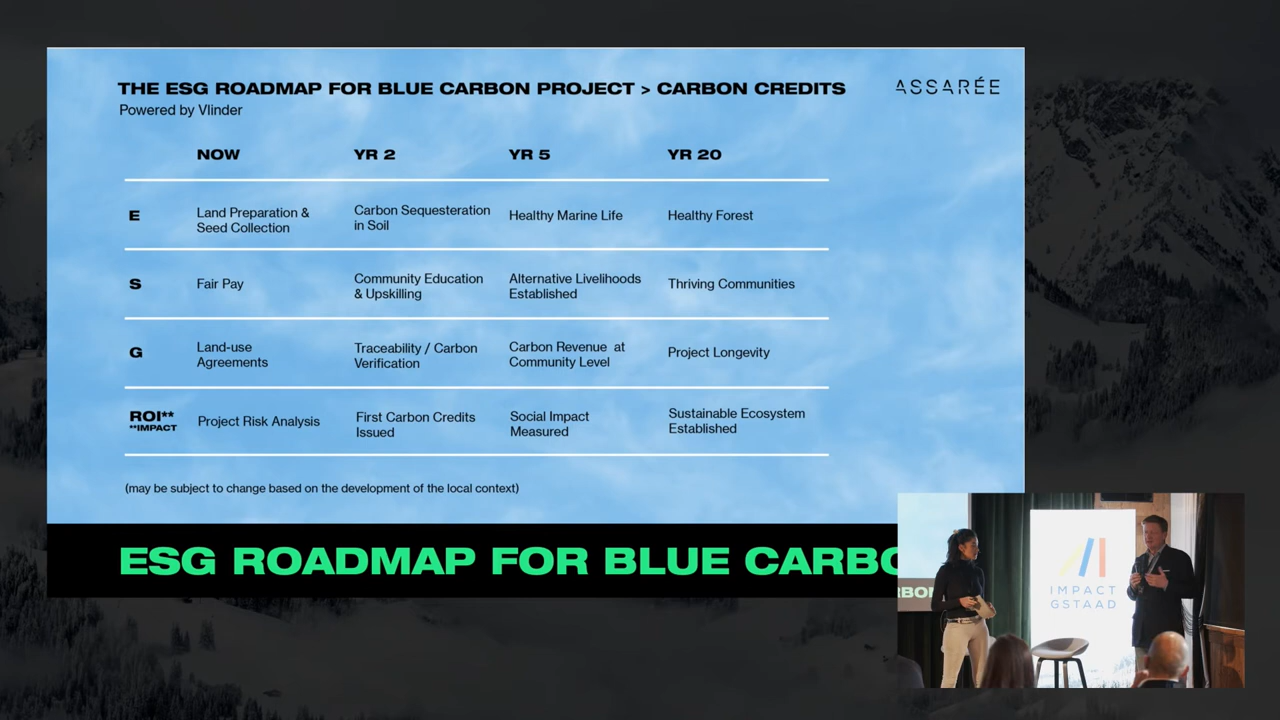 THE ESG ROADMAP FOR BLUE CARBON PROJECT > CARBON CREDITS
ASSARÉE
Powered by Vlinder
NOW YR 2 YR 5 YR 20
E
Land Preparation &
Seed Collection
Carbon Sequesteration
in Soil
Healthy Marine Life
Healthy Forest
S
Fair Pay
Community Education
& Upskilling
Alternative Livelihoods
Established
Thriving Communities
G
Land-use
Agreements
Traceability / Carbon
Verification
Carbon Revenue at
Community Level
Project Longevity
ROI**
**IMPACT
Project Risk Analysis
First Carbon Credits
Issued
Social Impact
Measured
Sustainable Ecosystem
Established
(may be subject to change based on the development of the local context)
ESG ROADMAP FOR BLUE CARBO
RBON
IMPACT
GSTAAD